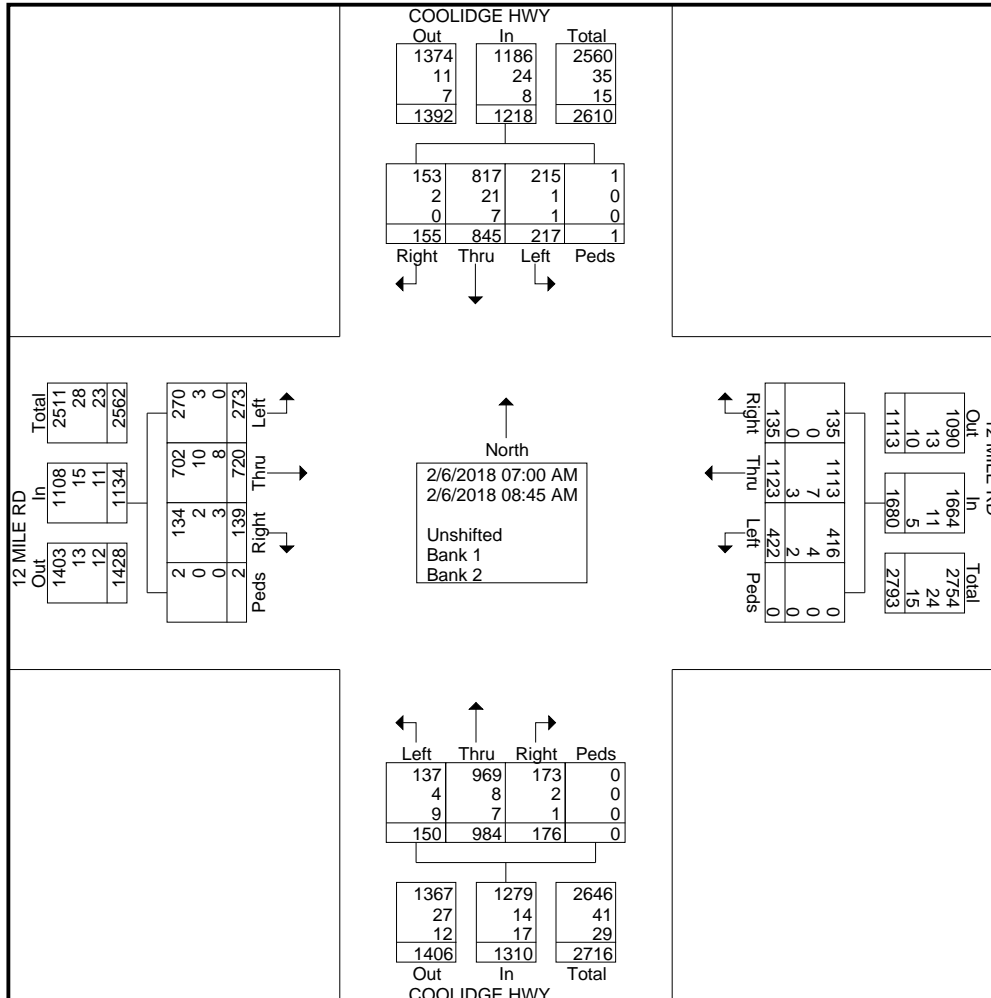 COOLIDGE HWY
Out In Total
1374 1186 2560
11 24 35
7 8 15
1392 1218 2610
153 817 215 1
2 21 1 0
0 7 1 0
155 845 217 1
Right Thru Left Peds
12 MILE RD
Out In Total
1403 1108 2511
13 15 28
12 11 23
1428 1134 2562
270 702 134 2
3 10 2 0
0 8 3 0
273 720 139 2
Left Thru Right Peds
North
2/6/2018 07:00 AM
2/6/2018 08:45 AM
Unshifted
Bank 1
Bank 2
Right Thru Left Peds
135 1123 422 0
0 3 2 0
0 7 4 0
135 1113 416 0
12 MILE RD
Out In Total
1090 1664 2754
13 11 24
10 5 15
1113 1680 2793
Left Thru Right Peds
137 969 173 0
4 8 2 0
9 7 1 0
150 984 176 0
1367 1279 2646
27 14 41
12 17 29
1406 1310 2716
Out In Total
COOLIDGE HWY